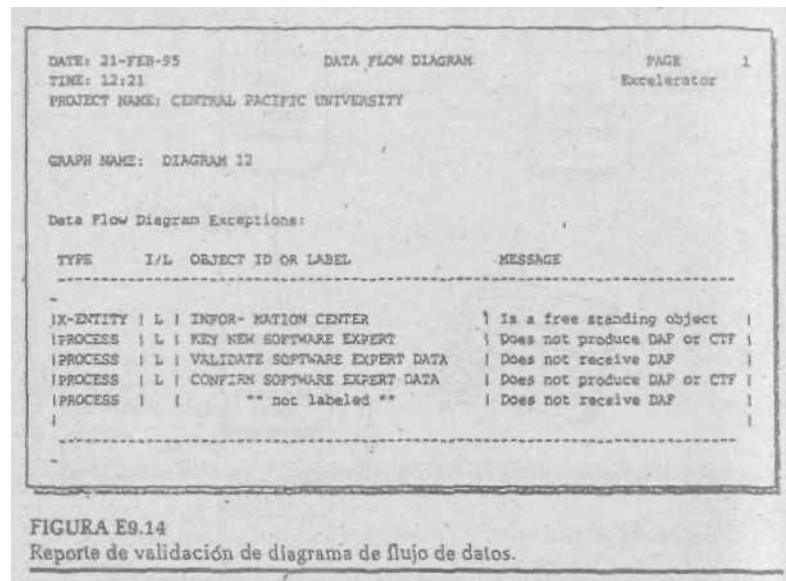 DATE: 21-FEB-95 DATA FLOW DIAGRAM PAGE 1
TIME: 12:21 Excelerator
PROJECT NAME: CENTRAL PACIFIC UNIVERSITY
GRAPH NAME: DIAGRAM 12
Data Flow Diagram Exceptions:
TYPE I/L OBJECT ID OR LABEL MESSAGE
|X-ENTITY | L | INFOR- MATION CENTER | Is a free standing object |
|PROCESS | L | KEY NEW SOFTWARE EXPERT | Does not produce DAF or CTF |
|PROCESS | L | VALIDATE SOFTWARE EXPERT DATA | Does not receive DAF |
|PROCESS | L | CONFIRM SOFTWARE EXPERT DATA | Does not produce DAF or CTF |
|PROCESS | | ** not labeled ** | Does not receive DAF |
FIGURA E9.14
Reporte de validación de diagrama de flujo de datos.